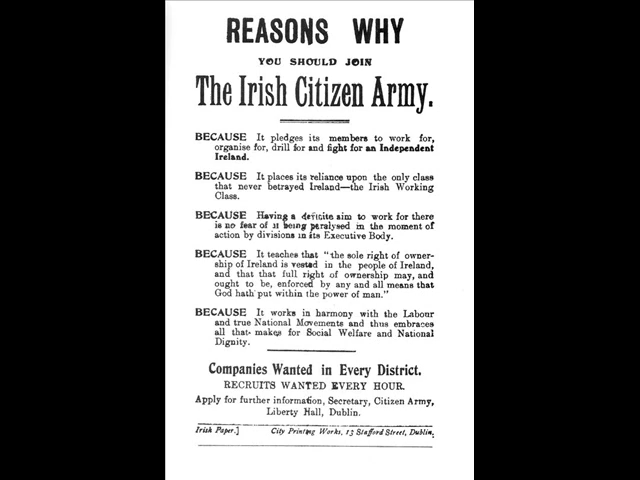 REASONS WHY
YOU SHOULD JOIN
The Irish Citizen Army.
BECAUSE It pledges its members to work for,
organise for, drill for and fight for an Independent
Ireland.
BECAUSE It places its reliance upon the only class
that never betrayed Ireland—the Irish Working
Class.
BECAUSE Having a definite aim to work for there
is no fear of it being paralysed in the moment of
action by divisions in its Executive Body.
BECAUSE It teaches that "the sole right of owner-
ship of Ireland is vested in the people of Ireland,
and that that full right of ownership may, and
ought to be, enforced by any and all means that
God hath put within the power of man."
BECAUSE It works in harmony with the Labour
and true National Movements and thus embraces
all that makes for Social Welfare and National
Dignity.
Companies Wanted in Every District.
RECRUITS WANTED EVERY HOUR.
Apply for further information, Secretary, Citizen Army,
Liberty Hall, Dublin.
Irish Paper.] City Printing Works, 13 Stafford Street, Dublin.